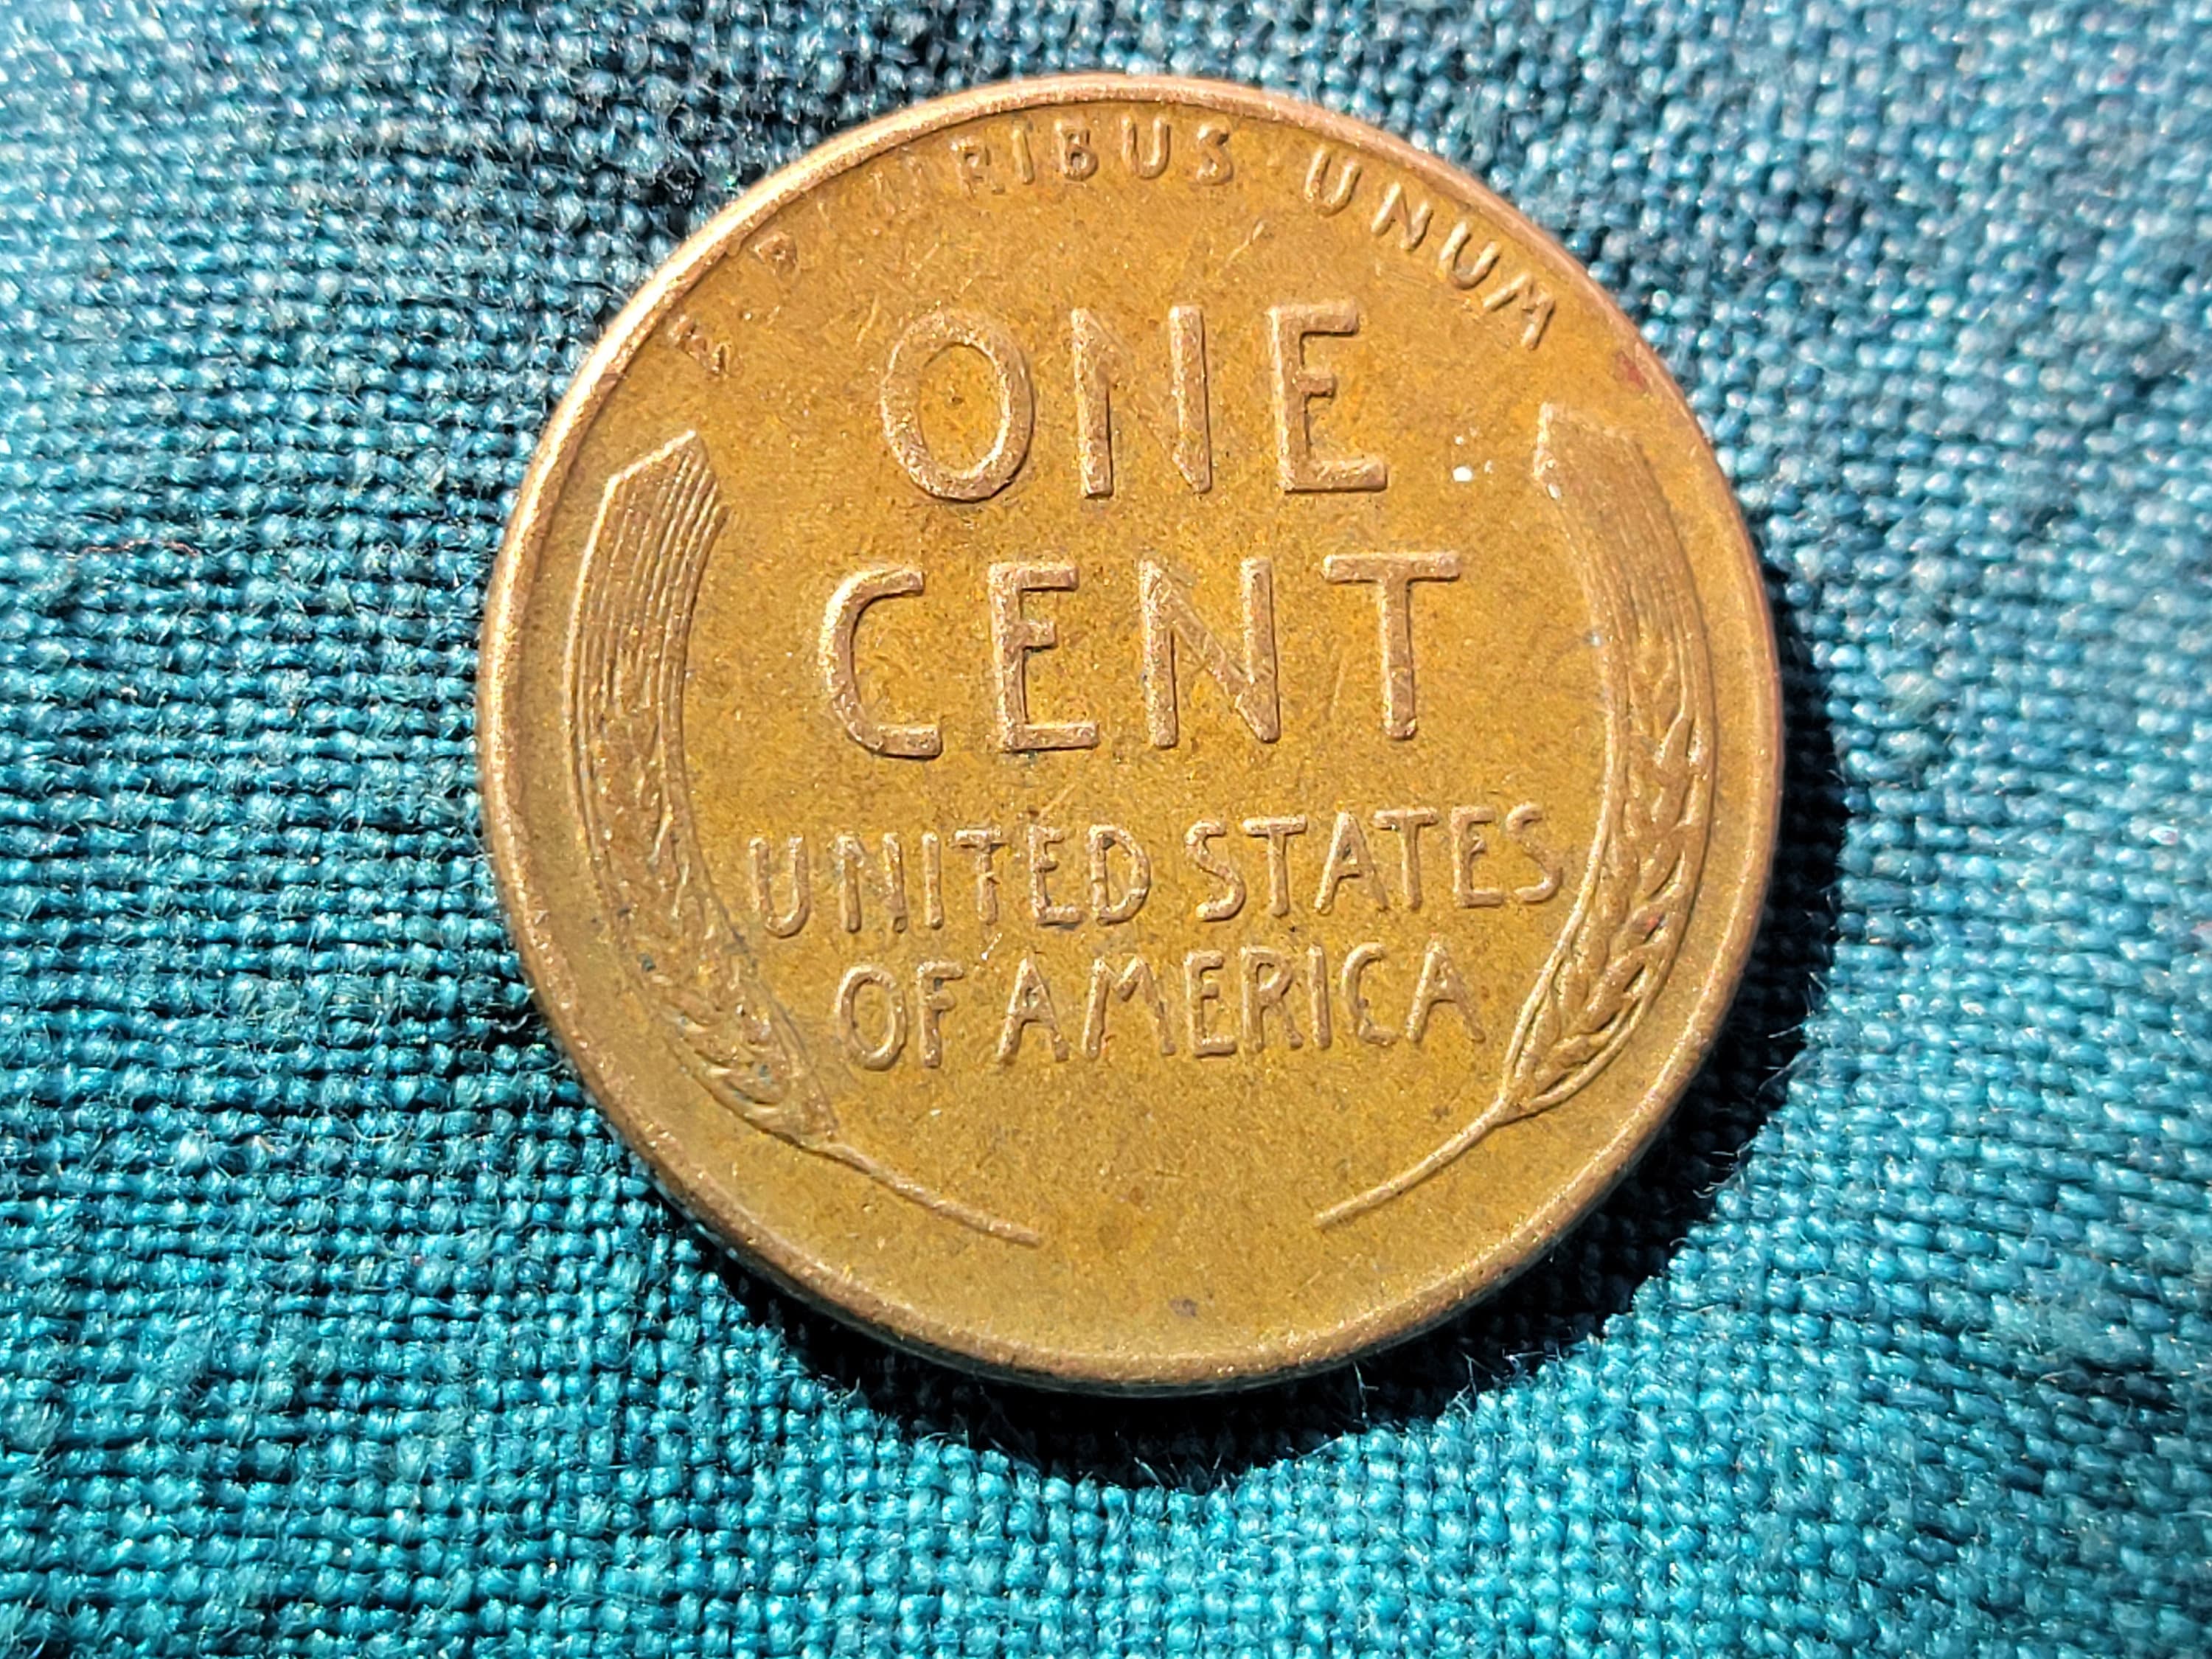 E PLURIBUS · UNUM
ONE
CENT
UNITED STATES
OF AMERICA